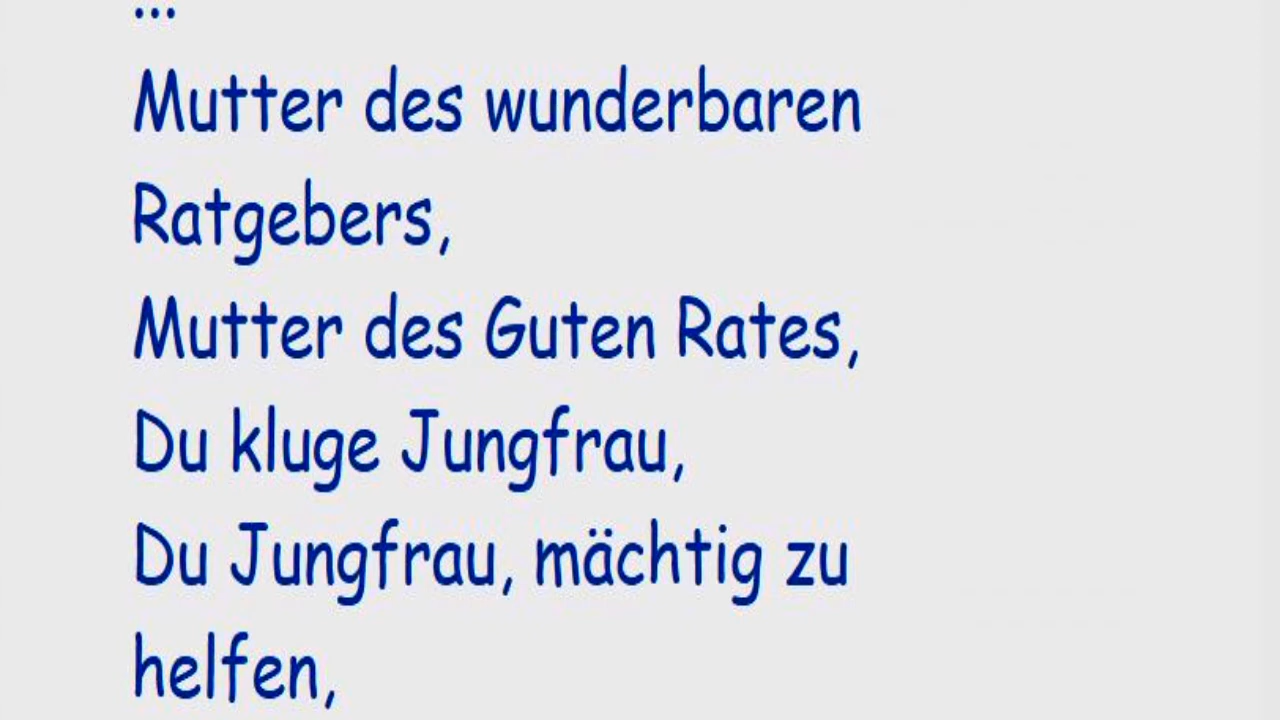 ...
Mutter des wunderbaren
Ratgebers,
Mutter des Guten Rates,
Du kluge Jungfrau,
Du Jungfrau, mächtig zu
helfen,